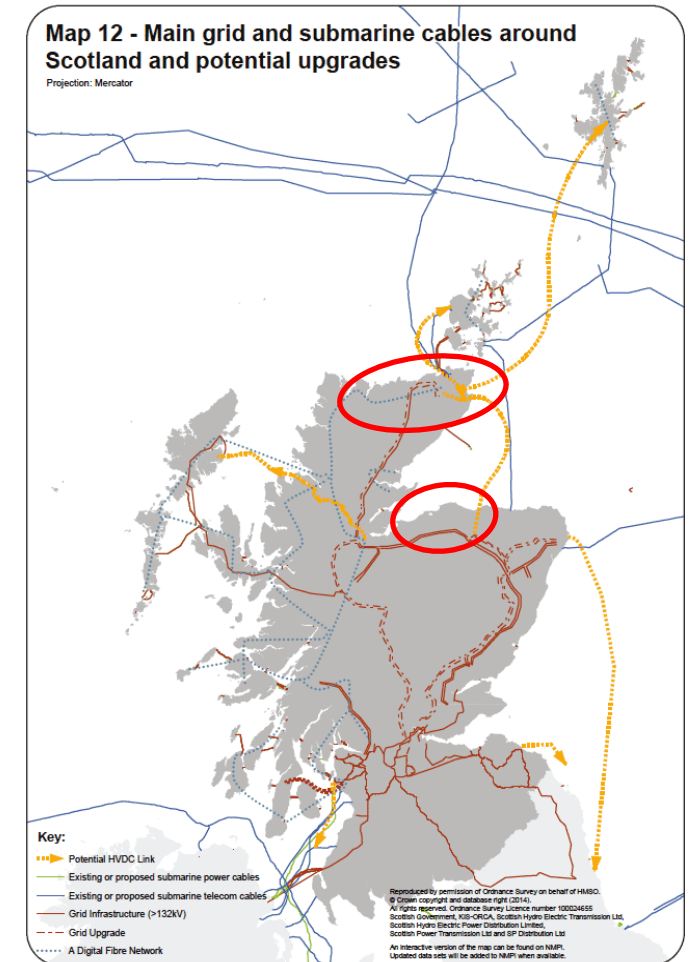 Map 12 - Main grid and submarine cables around
Scotland and potential upgrades
Projection: Mercator
Key:
Potential HVDC Link
Existing or proposed submarine power cables
Existing or proposed submarine telecom cables
Grid Infrastructure (>132kV)
Grid Upgrade
A Digital Fibre Network
Reproduced by permission of Ordnance Survey on behalf of HMSO.
© Crown copyright and database right (2014).
All rights reserved. Ordnance Survey Licence number 100024655
Scottish Government, KIS-ORCA, Scottish Hydro Electric Transmission Ltd,
Scottish Hydro Electric Power Distribution Limited,
Scottish Power Transmission Ltd and SP Distribution Ltd
An interactive version of the map can be found on NMPI.
Updated data sets will be added to NMPI when available.